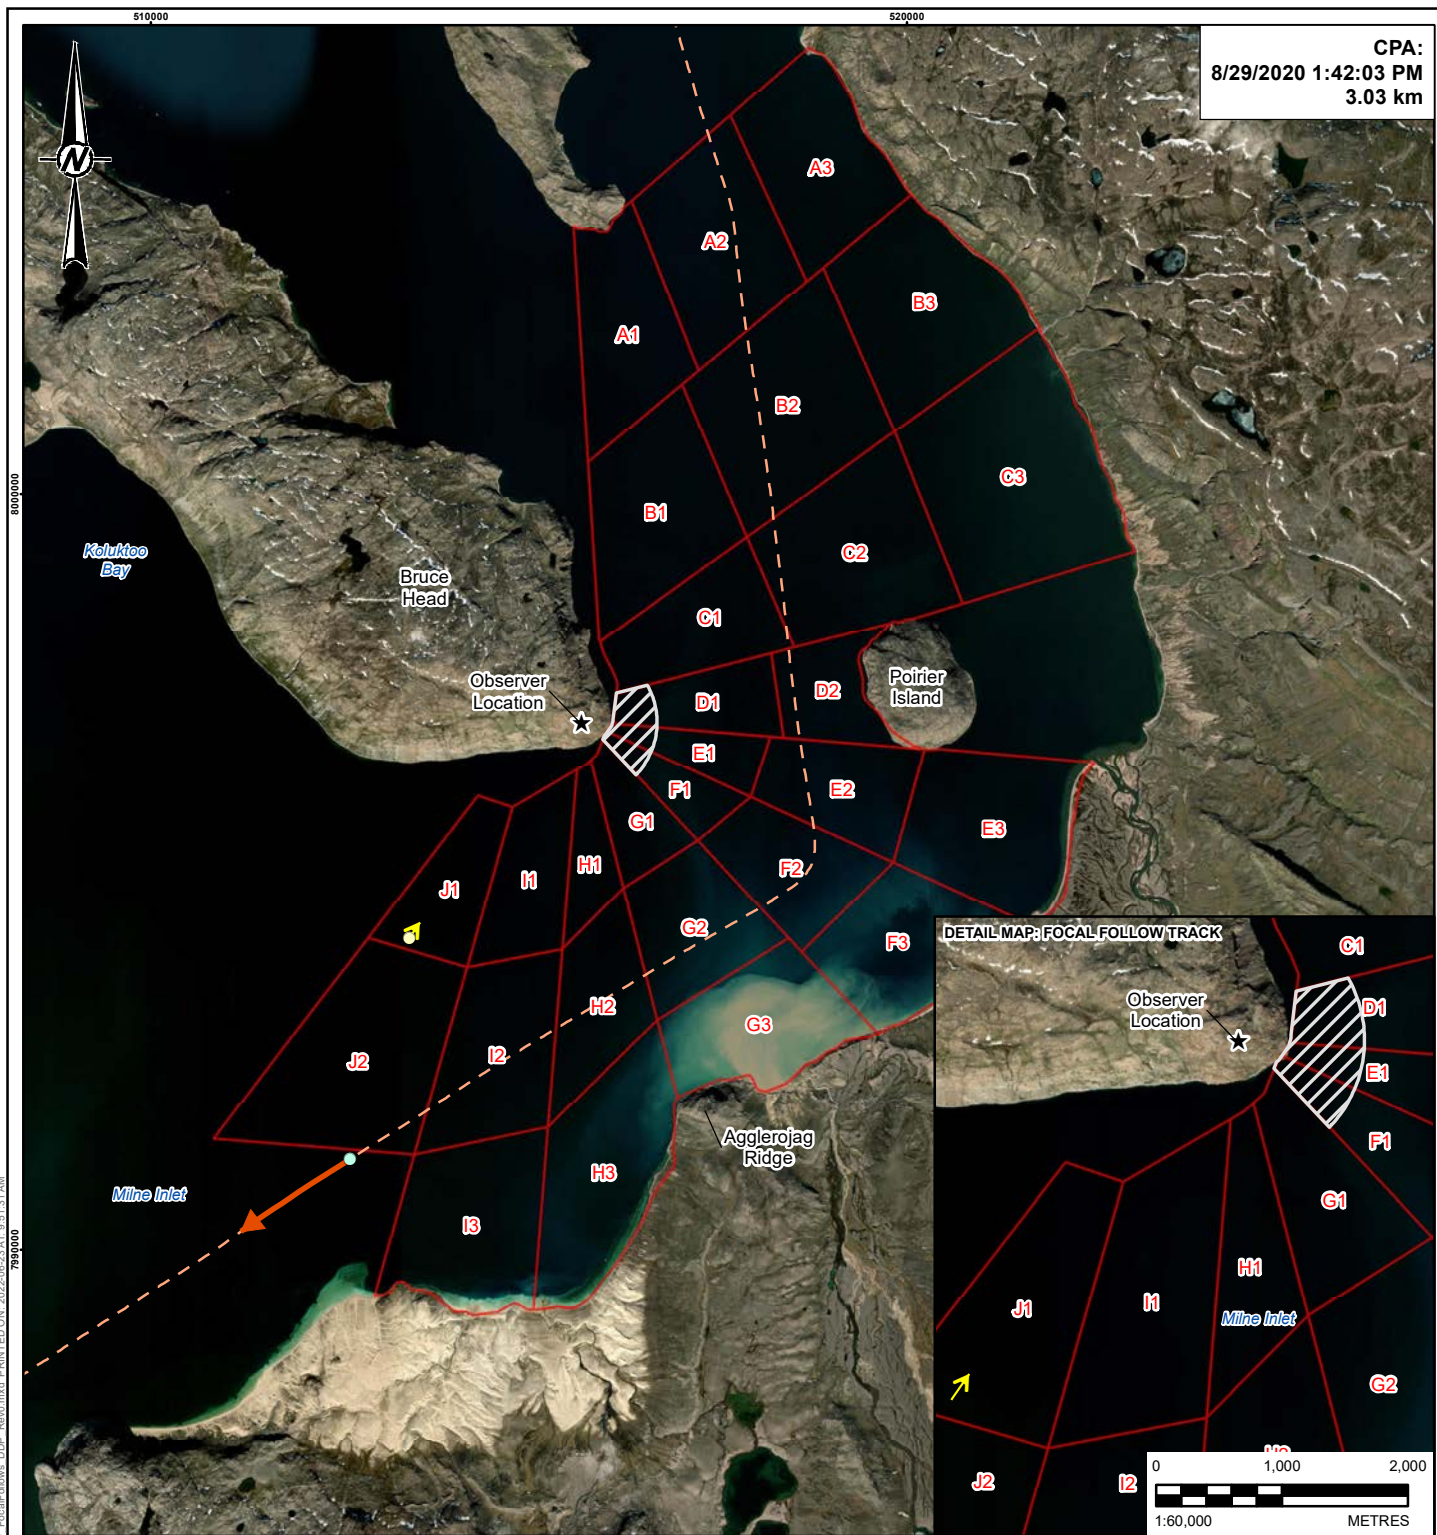 510000
520000
CPA:
8/29/2020 1:42:03 PM
3.03 km
N
A3
A2
B3
A1
B2
C3
8000000
B1
C2
Koluktoo
Bay
Bruce
Head
C1
Observer
Location
Poirier
Island
D2
D1
E1
E2
F1
G1
E3
H1
F2
I1
J1
G2
F3
H2
G3
I2
J2
Agglerojag
Ridge
H3
Milne Inlet
I3
7990000
DETAIL MAP: FOCAL FOLLOW TRACK
C1
Observer
Location
D1
E1
F1
G1
H1
I1
J1
Milne Inlet
G2
H2
J2
I2
0 1,000 2,000
1:60,000 METRES